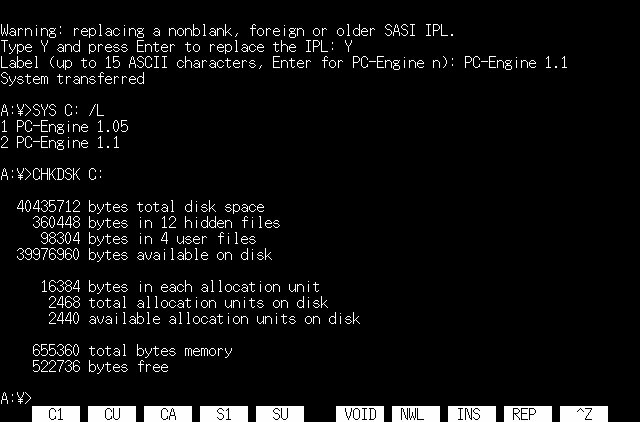 Warning: replacing a nonblank, foreign or older SASI IPL.
Type Y and press Enter to replace the IPL: Y
Label (up to 15 ASCII characters, Enter for PC-Engine n): PC-Engine 1.1
System transferred
A:¥>SYS C: /L
1 PC-Engine 1.05
2 PC-Engine 1.1
A:¥>CHKDSK C:
40435712 bytes total disk space
360448 bytes in 12 hidden files
98304 bytes in 4 user files
39976960 bytes available on disk
16384 bytes in each allocation unit
2468 total allocation units on disk
2440 available allocation units on disk
655360 total bytes memory
522736 bytes free
A:¥>
C1 CU CA S1 SU VOID NWL INS REP ^Z